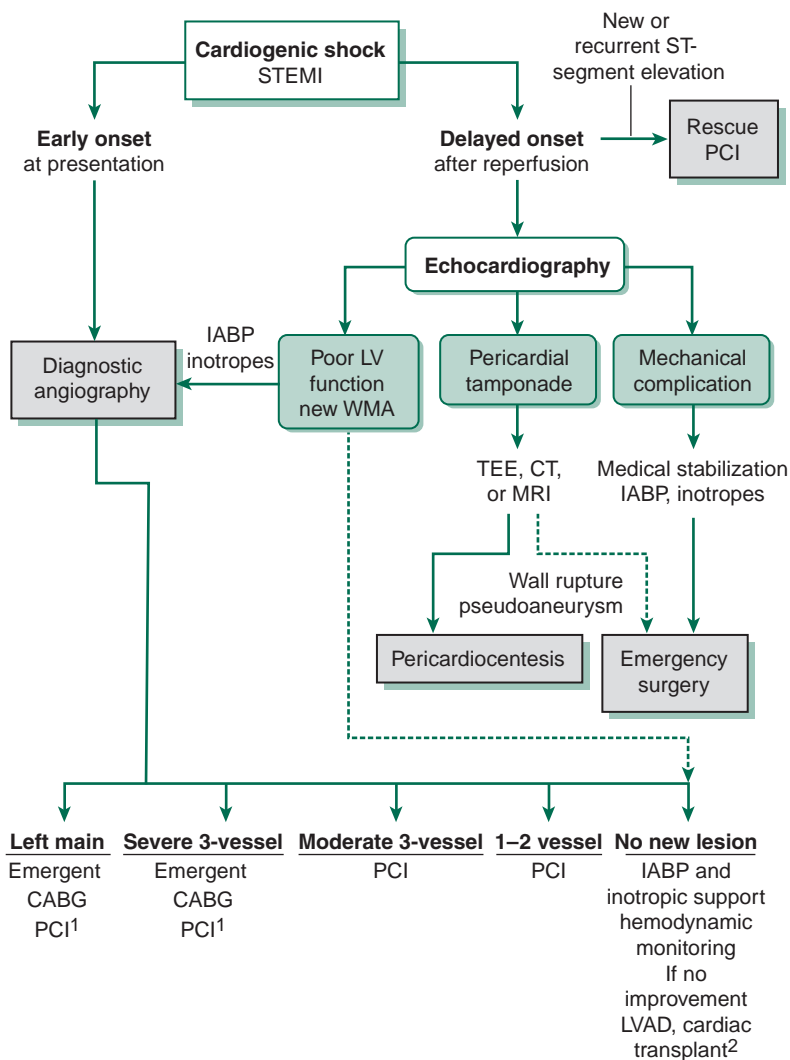 Cardiogenic shock
STEMI
New or
recurrent ST-
segment elevation
Early onset
at presentation
Delayed onset
after reperfusion
Rescue
PCI
Echocardiography
Diagnostic
angiography
IABP
inotropes
Poor LV
function
new WMA
Pericardial
tamponade
Mechanical
complication
TEE, CT,
or MRI
Medical stabilization
IABP, inotropes
Wall rupture
pseudoaneurysm
Pericardiocentesis
Emergency
surgery
Left main
Emergent
CABG
PCI1
Severe 3-vessel
Emergent
CABG
PCI1
Moderate 3-vessel
PCI
1–2 vessel
PCI
No new lesion
IABP and
inotropic support
hemodynamic
monitoring
If no
improvement
LVAD, cardiac
transplant2